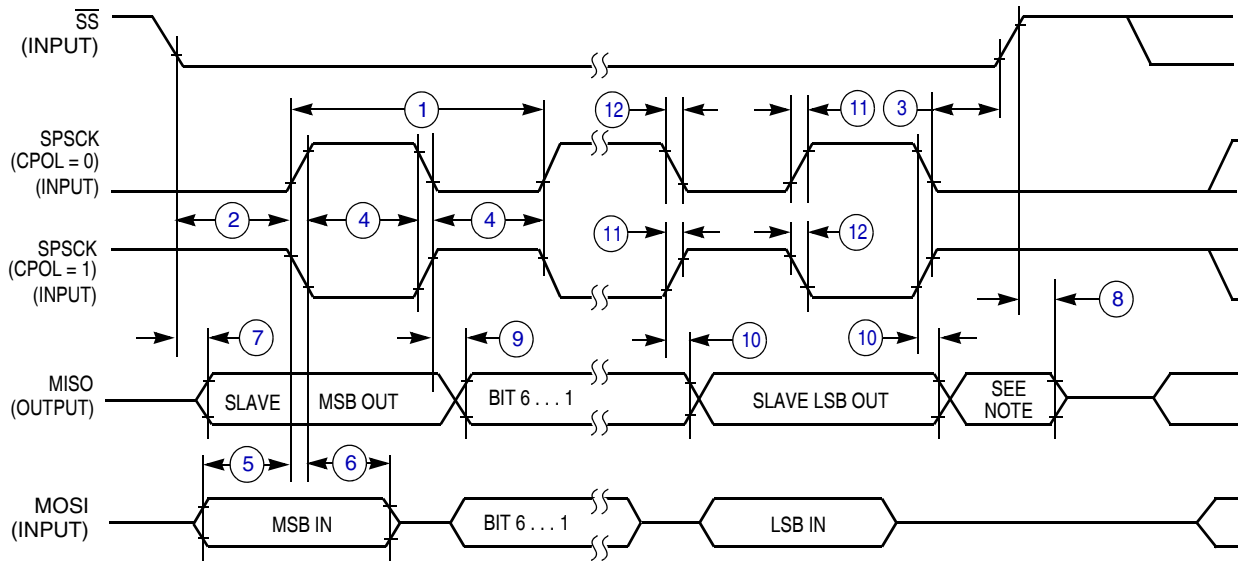 SS
(INPUT)
1
12
11
3
SPSCK
(CPOL = 0)
(INPUT)
2
4
4
SPSCK
(CPOL = 1)
(INPUT)
11
12
8
7
9
10
10
MISO
(OUTPUT)
SLAVE
MSB OUT
BIT 6 . . . 1
SLAVE LSB OUT
SEE
NOTE
5
6
MOSI
(INPUT)
MSB IN
BIT 6 . . . 1
LSB IN